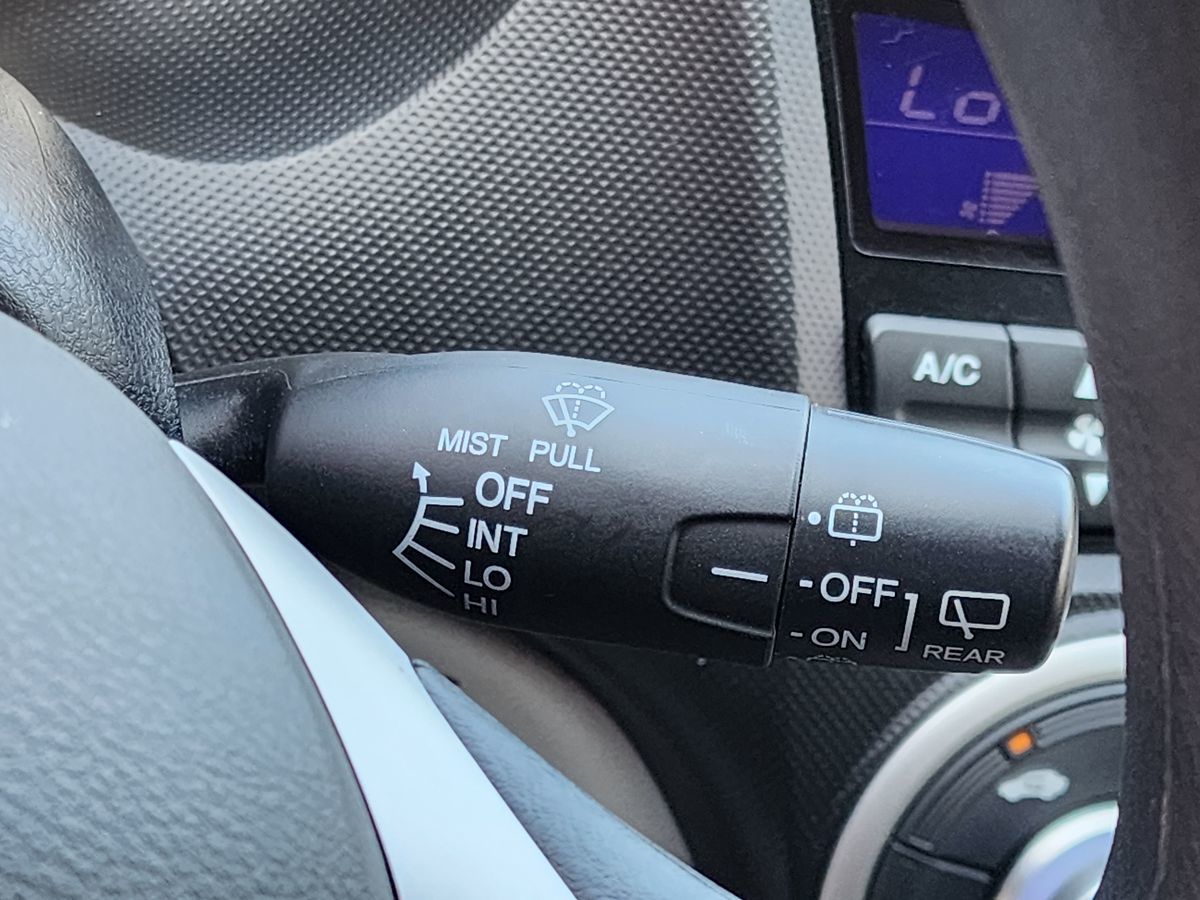 Lo
A/C
MIST PULL
OFF
INT
LO
HI
-OFF
-ON
REAR